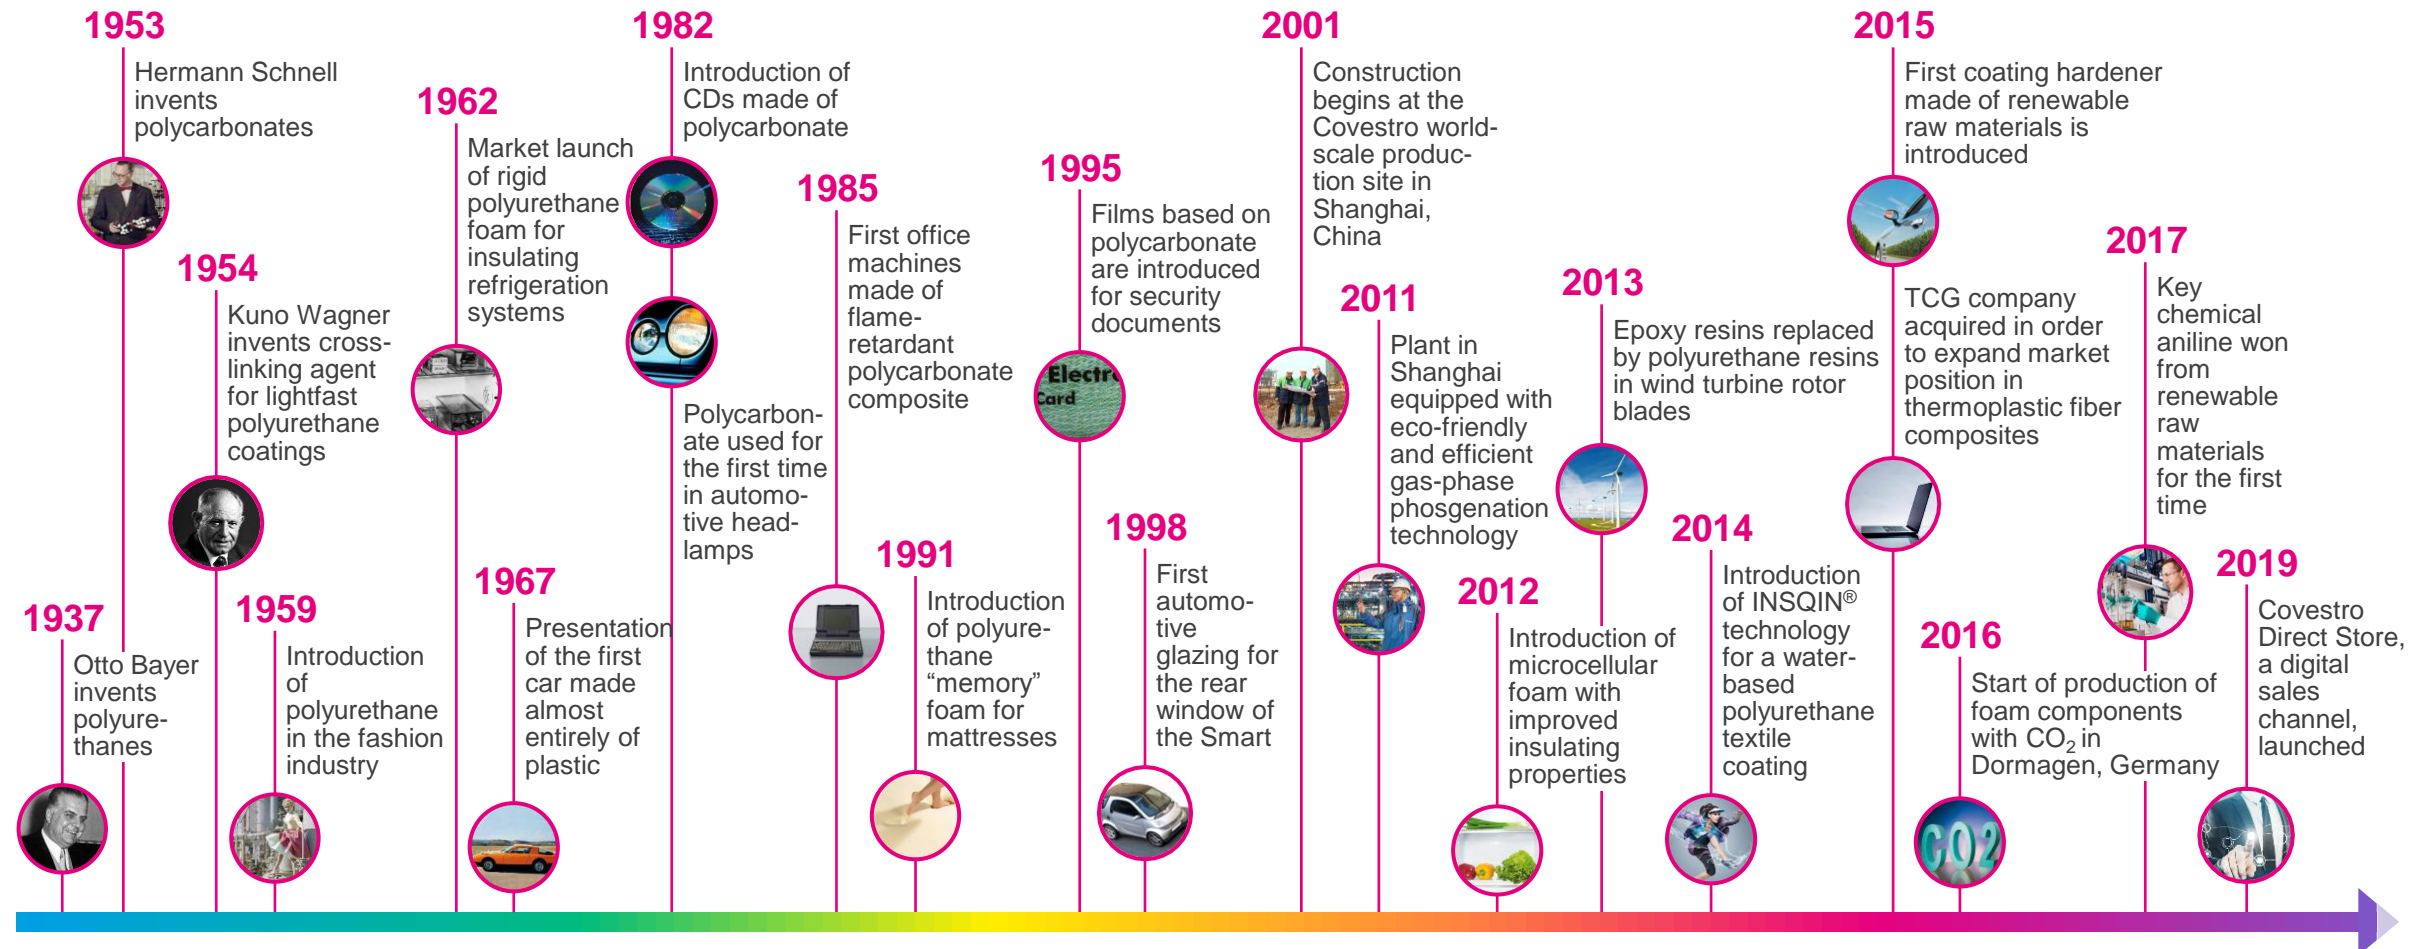 1937
Otto Bayer
invents
polyure-
thanes
1953
Hermann Schnell
invents
polycarbonates
1954
Kuno Wagner
invents cross-
linking agent
for lightfast
polyurethane
coatings
1959
Introduction
of
polyurethane
in the fashion
industry
1962
Market launch
of rigid
polyurethane
foam for
insulating
refrigeration
systems
1967
Presentation
of the first
car made
almost
entirely of
plastic
1982
Introduction of
CDs made of
polycarbonate
Polycarbon-
ate used for
the first time
in automo-
tive head-
lamps
1985
First office
machines
made of
flame-
retardant
polycarbonate
composite
1991
Introduction
of polyure-
thane
“memory”
foam for
mattresses
1995
Films based on
polycarbonate
are introduced
for security
documents
Electr
Card
1998
First
automo-
tive
glazing for
the rear
window of
the Smart
2001
Construction
begins at the
Covestro world-
scale produc-
tion site in
Shanghai,
China
2011
Plant in
Shanghai
equipped with
eco-friendly
and efficient
gas-phase
phosgenation
technology
2012
Introduction of
microcellular
foam with
improved
insulating
properties
2013
Epoxy resins replaced
by polyurethane resins
in wind turbine rotor
blades
2014
Introduction
of INSQIN®
technology
for a water-
based
polyurethane
textile
coating
2015
First coating hardener
made of renewable
raw materials is
introduced
TCG company
acquired in order
to expand market
position in
thermoplastic fiber
composites
2016
Start of production of
foam components
with CO₂ in
Dormagen, Germany
CO2
2017
Key
chemical
aniline won
from
renewable
raw
materials
for the first
time
2019
Covestro
Direct Store,
a digital
sales
channel,
launched